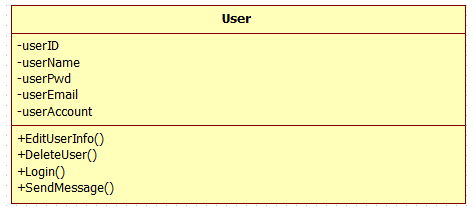 User
-userID
-userName
-userPwd
-userEmail
-userAccount
+EditUserInfo()
+DeleteUser()
+Login()
+SendMessage()